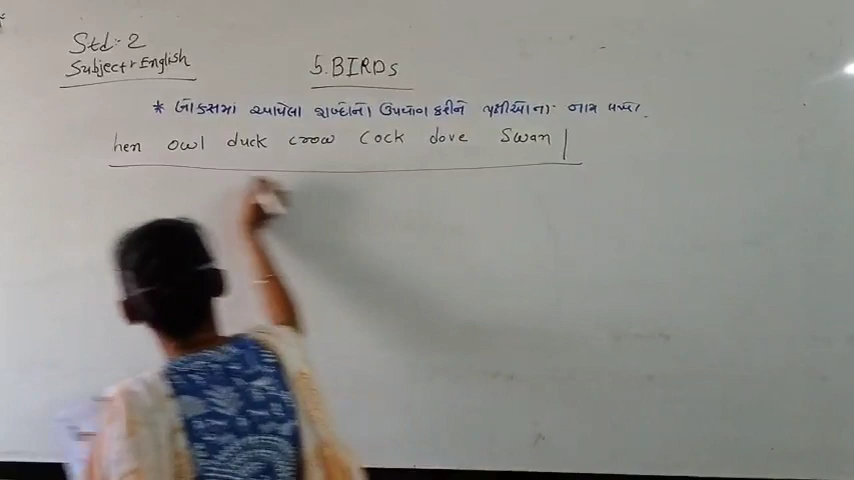 Std:- 2
Subject:- English
5. BIRDs
* બોક્સમાં આપેલા શબ્દોનો ઉપયોગ કરીને પક્ષીઓના નામ
hen owl duck crow Cock dove Swan